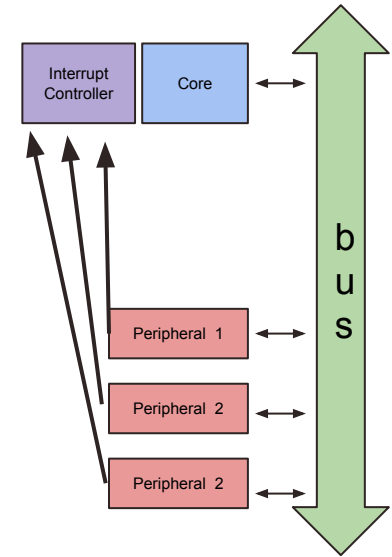 Interrupt
Controller
Core
b
u
s
Peripheral 1
Peripheral 2
Peripheral 2